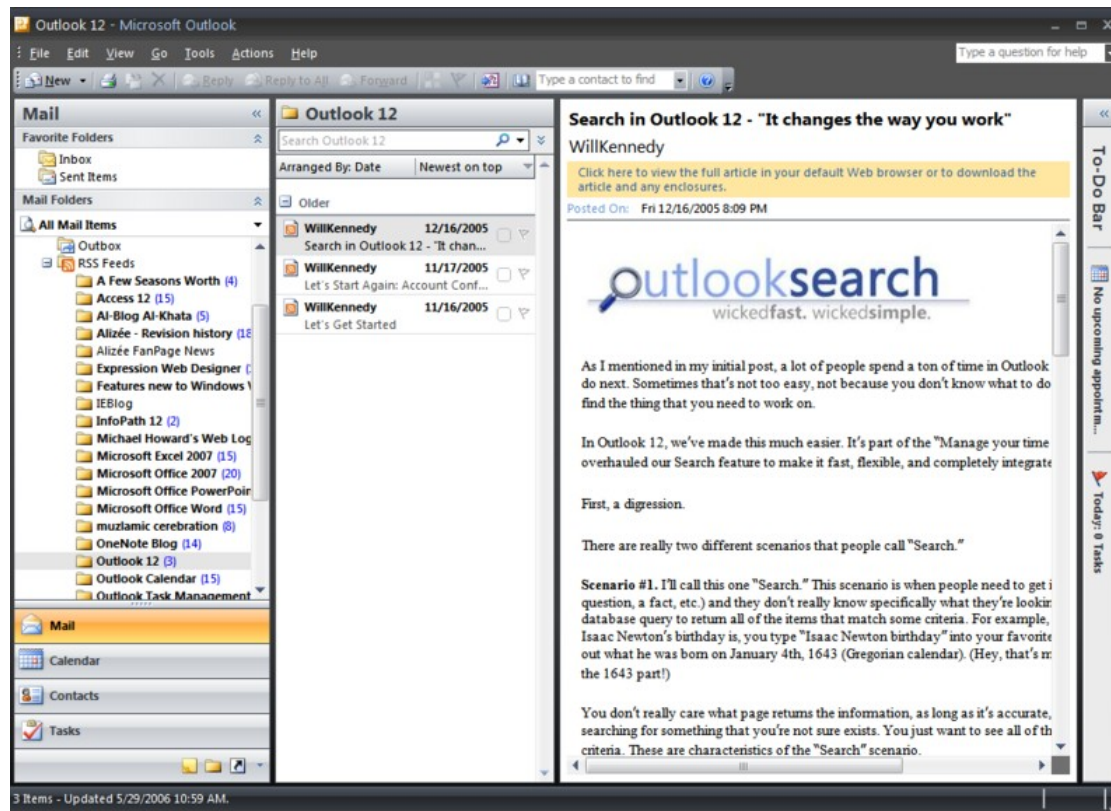 Outlook 12 - Microsoft Outlook
File Edit View Go Tools Actions Help
Type a question for help
New Reply Reply to All Forward Type a contact to find
Mail
Favorite Folders
Inbox
Sent Items
Mail Folders
All Mail Items
Outbox
RSS Feeds
A Few Seasons Worth (4)
Access 12 (15)
Al-Blog Al-Khata (5)
Alizée - Revision history (18
Alizée FanPage News
Expression Web Designer (
Features new to Windows V
IEBlog
InfoPath 12 (2)
Michael Howard's Web Log
Microsoft Excel 2007 (15)
Microsoft Office 2007 (20)
Microsoft Office PowerPoin
Microsoft Office Word (15)
muzlamic cerebration (8)
OneNote Blog (14)
Outlook 12 (3)
Outlook Calendar (15)
Outlook Task Management
Mail
Calendar
Contacts
Tasks
3 Items - Updated 5/29/2006 10:59 AM.
Outlook 12
Search Outlook 12
Arranged By: Date Newest on top
Older
WillKennedy 12/16/2005
Search in Outlook 12 - "It chan...
WillKennedy 11/17/2005
Let's Start Again: Account Conf...
WillKennedy 11/16/2005
Let's Get Started
Search in Outlook 12 - "It changes the way you work"
WillKennedy
Click here to view the full article in your default Web browser or to download the
article and any enclosures.
Posted On: Fri 12/16/2005 8:09 PM
outlooksearch
wickedfast. wickedsimple.
As I mentioned in my initial post, a lot of people spend a ton of time in Outlook
do next. Sometimes that's not too easy, not because you don't know what to do
find the thing that you need to work on.
In Outlook 12, we've made this much easier. It's part of the "Manage your time
overhauled our Search feature to make it fast, flexible, and completely integrate
First, a digression.
There are really two different scenarios that people call "Search."
Scenario #1. I'll call this one "Search." This scenario is when people need to get i
question, a fact, etc.) and they don't really know specifically what they're lookin
database query to return all of the items that match some criteria. For example,
Isaac Newton's birthday is, you type "Isaac Newton birthday" into your favorite
out what he was born on January 4th, 1643 (Gregorian calendar). (Hey, that's m
the 1643 part!)
You don't really care what page returns the information, as long as it's accurate,
searching for something that you're not sure exists. You just want to see all of th
criteria. These are characteristics of the "Search" scenario.
To-Do Bar
No upcoming appointm...
Today: 0 Tasks